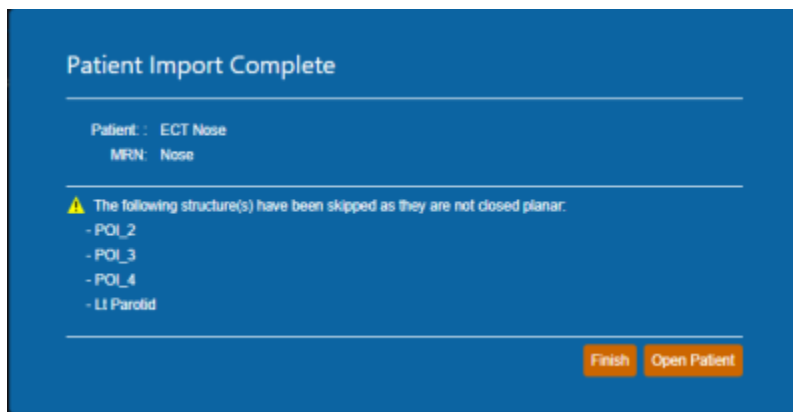 Patient Import Complete
Patient: : ECT Nose
MRN: Nose
The following structure(s) have been skipped as they are not closed planar:
- POI_2
- POI_3
- POI_4
- Lt Parotid
Finish Open Patient